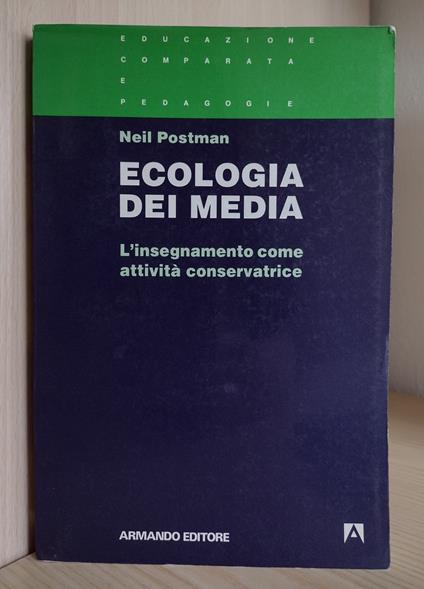 EDUCAZIONE
COMPARATA
E
PEDAGOGIE
Neil Postman
ECOLOGIA
DEI MEDIA
L'insegnamento come
attività conservatrice
ARMANDO EDITORE
A